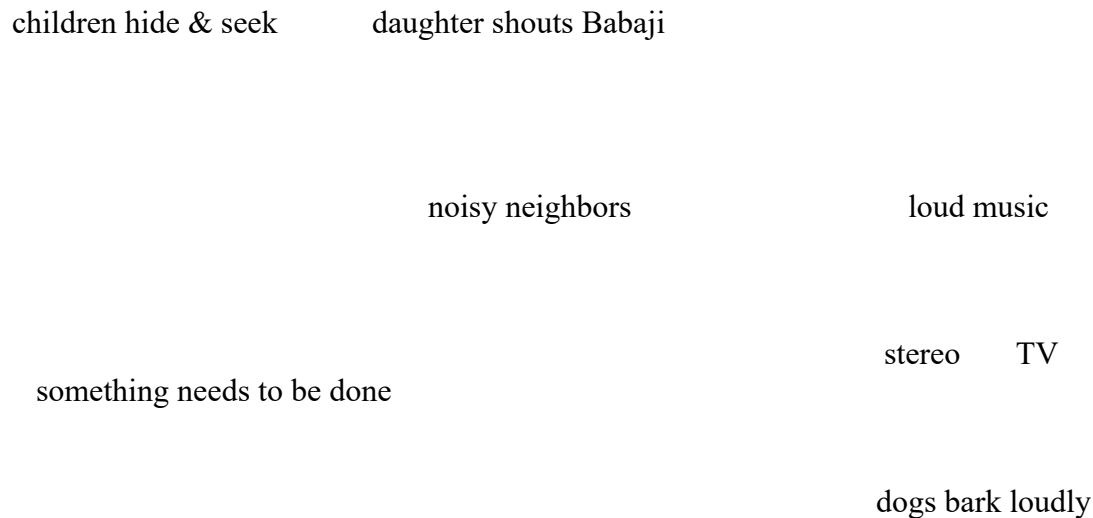 children hide & seek daughter shouts Babaji
noisy neighbors loud music
stereo TV
something needs to be done
dogs bark loudly